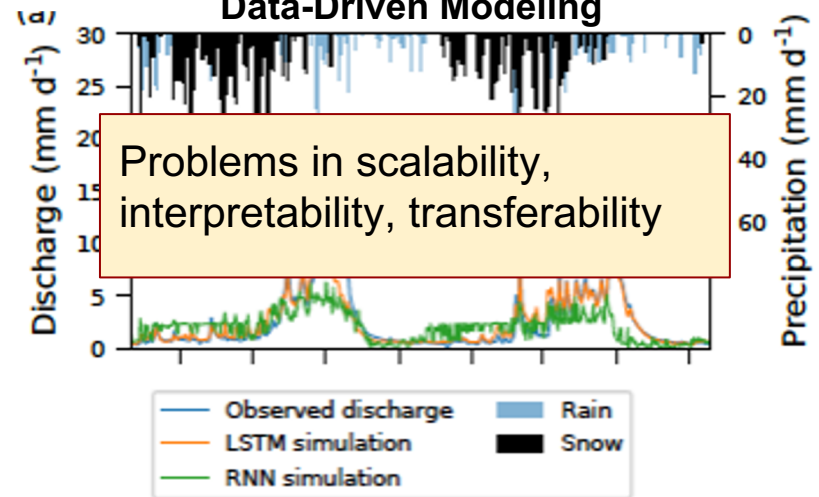 Data-Driven Modeling
(a)
30
25
20
15
10
5
0
Discharge (mm d⁻¹)
0
20
40
60
Precipitation (mm d⁻¹)
Problems in scalability,
interpretability, transferability
Observed discharge
LSTM simulation
RNN simulation
Rain
Snow